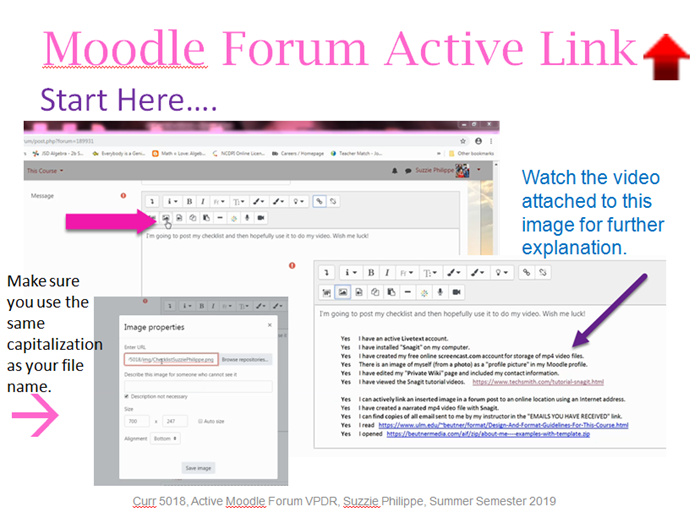 Moodle Forum Active Link
Start Here....
um/post.php?forum=189931
JSD Algebra - 2b S...
Everybody is a Geni...
Math = Love: Algeb...
NCDPI Online Learn...
Careers / Homepage
Teacher Match - Jo...
Other bookmarks
This Course
Suzzie Philippe
Message
B I
I'm going to post my checklist and then hopefully use it to do my video. Wish me luck!
Watch the video
attached to this
image for further
explanation.
Make sure
you use the
same
capitalization
as your file
name.
Image properties
Enter URL
5018/img/ChecklistSuzziePhilippe.png
Browse repositories...
Describe this image for someone who cannot see it
Description not necessary
Size
700 x 247
Auto size
Alignment Bottom
Save image
B I
I'm going to post my checklist and then hopefully use it to do my video. Wish me luck!
Yes I have an active Livetext account.
Yes I have installed "Snagit" on my computer.
Yes I have created my free online screencast.com account for storage of mp4 video files.
Yes There is an image of myself (from a photo) as a "profile picture" in my Moodle profile.
Yes I have edited my "Private Wiki" page and included my contact information.
Yes I have viewed the Snagit tutorial videos. https://www.techsmith.com/tutorial-snagit.html
Yes I can actively link an inserted image in a forum post to an online location using an Internet address.
Yes I have created a narrated mp4 video file with Snagit.
Yes I can find copies of all email sent to me by my instructor in the "EMAILS YOU HAVE RECEIVED" link.
Yes I read https://www.ulm.edu/~beutner/format/Design-And-Format-Guidelines-For-This-Course.html
Yes I opened https://beutnermedia.com/aif/zip/about-me----examples-with-template.zip
Curr 5018, Active Moodle Forum VPDR, Suzzie Philippe, Summer Semester 2019